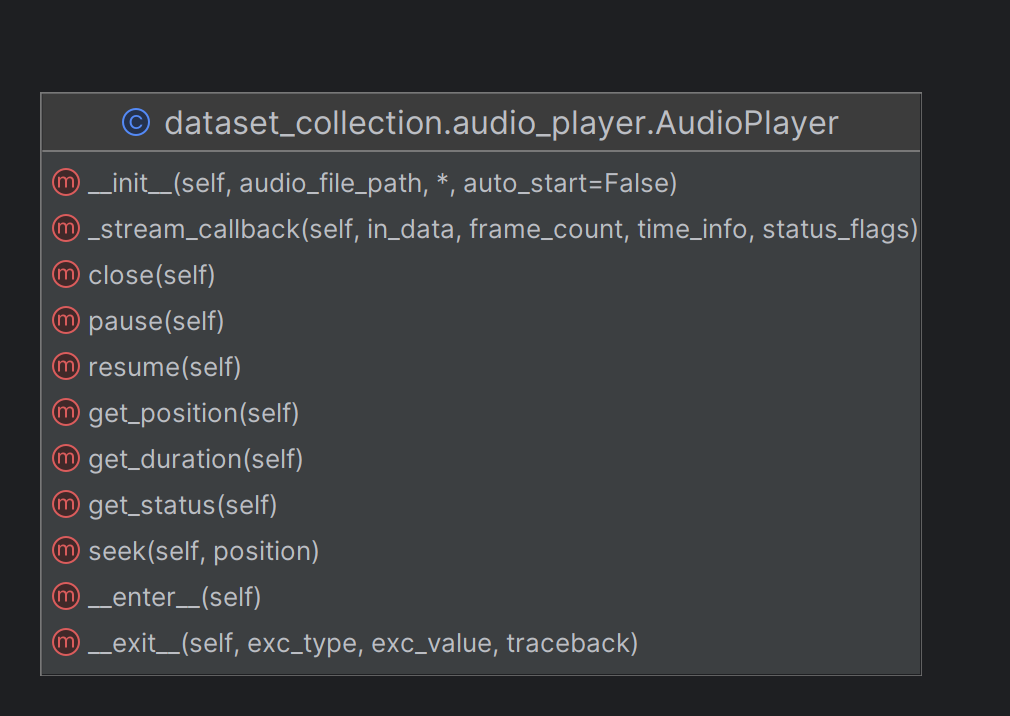 © dataset_collection.audio_player.AudioPlayer
m __init__(self, audio_file_path, *, auto_start=False)
m _stream_callback(self, in_data, frame_count, time_info, status_flags)
m close(self)
m pause(self)
m resume(self)
m get_position(self)
m get_duration(self)
m get_status(self)
m seek(self, position)
m __enter__(self)
m __exit__(self, exc_type, exc_value, traceback)